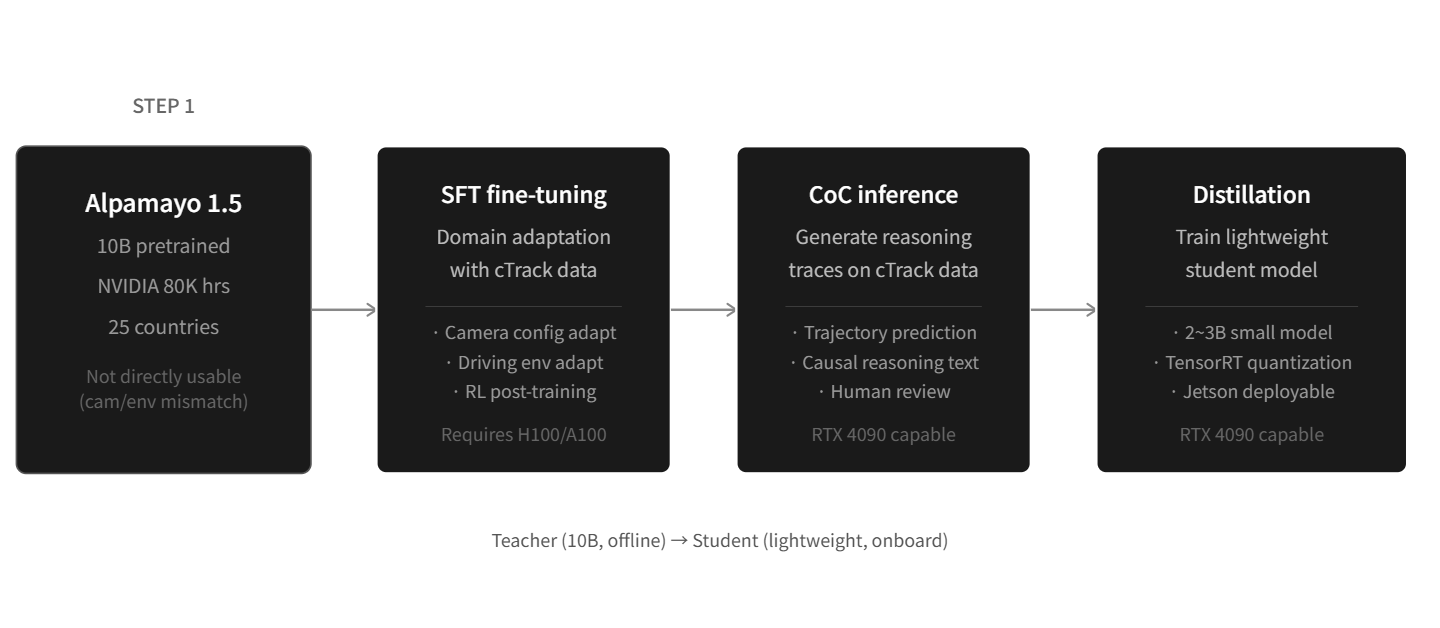 STEP 1
Alpamayo 1.5
10B pretrained
NVIDIA 80K hrs
25 countries
Not directly usable
(cam/env mismatch)
SFT fine-tuning
Domain adaptation
with cTrack data
· Camera config adapt
· Driving env adapt
· RL post-training
Requires H100/A100
CoC inference
Generate reasoning
traces on cTrack data
· Trajectory prediction
· Causal reasoning text
· Human review
RTX 4090 capable
Distillation
Train lightweight
student model
· 2~3B small model
· TensorRT quantization
· Jetson deployable
RTX 4090 capable
Teacher (10B, offline) → Student (lightweight, onboard)